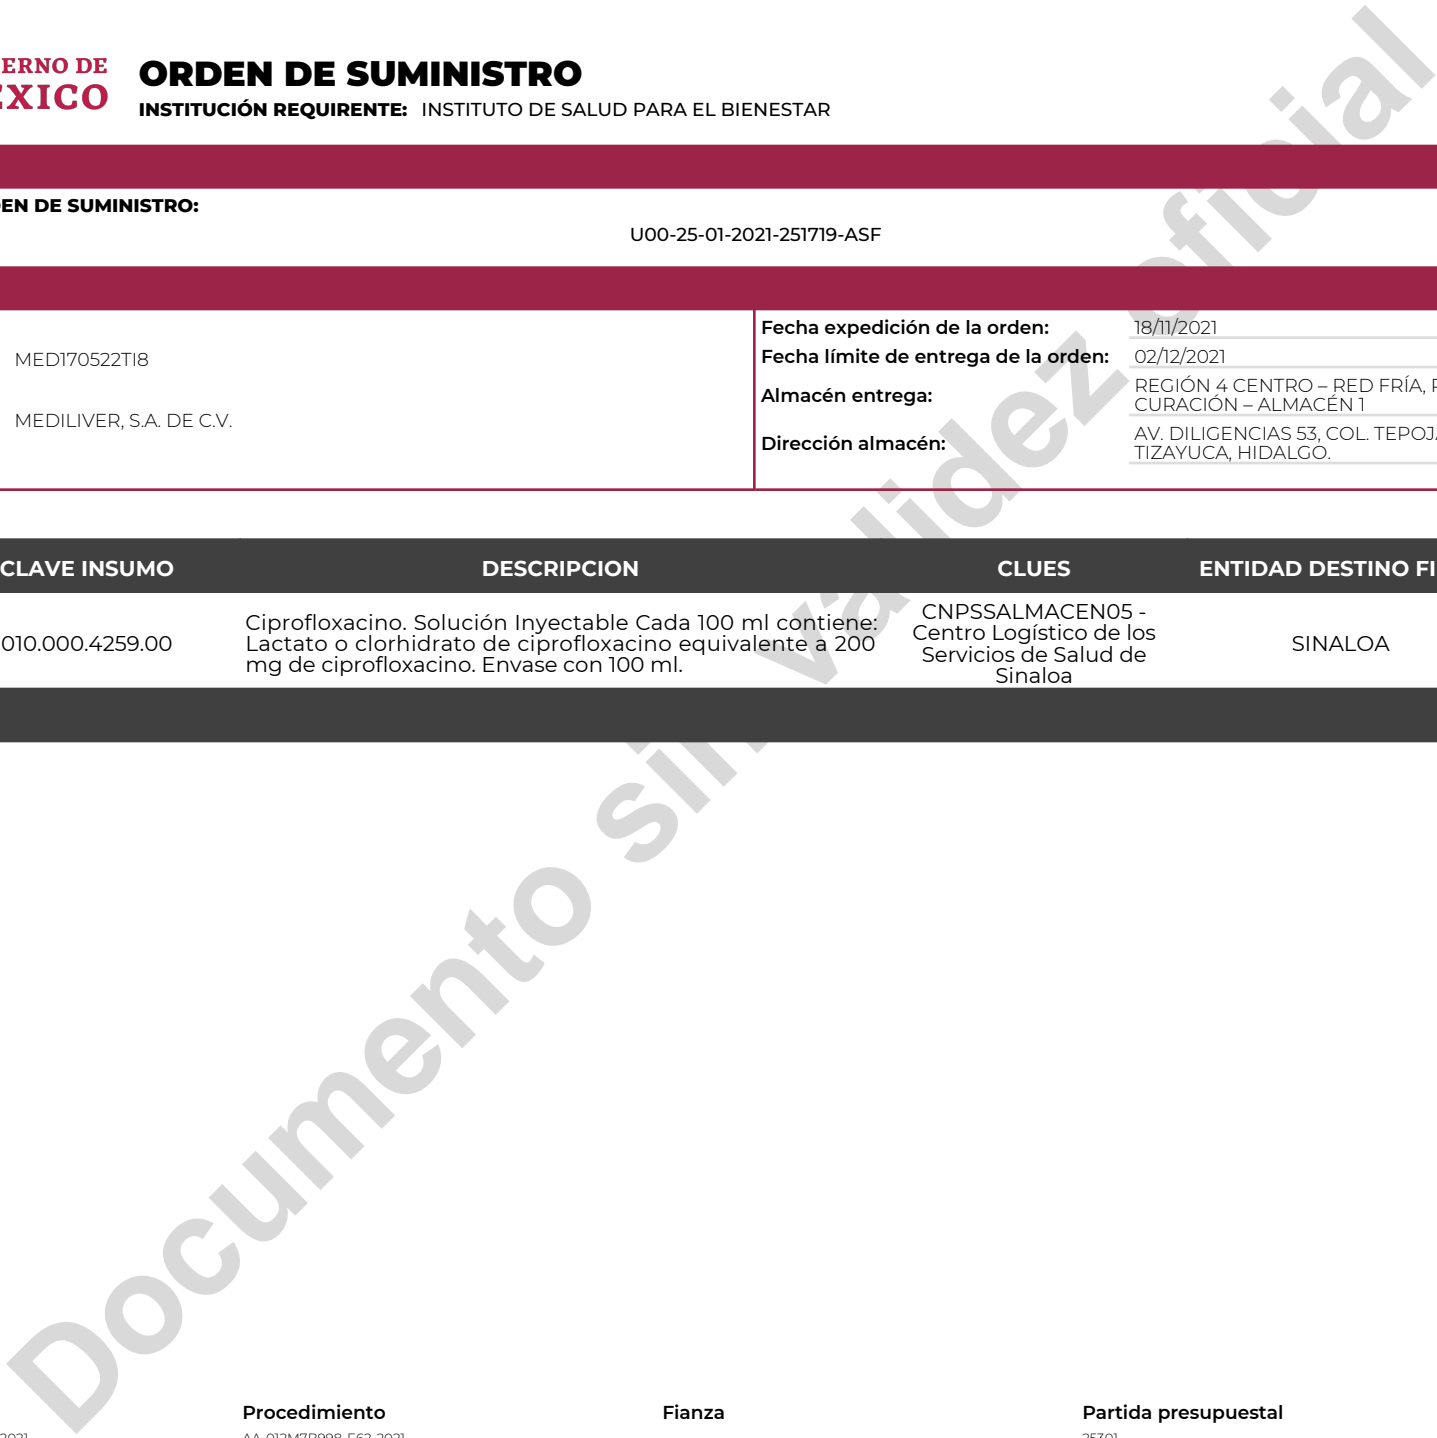 ERNO DE
EXICO
ORDEN DE SUMINISTRO
INSTITUCIÓN REQUIRENTE: INSTITUTO DE SALUD PARA EL BIENESTAR
EN DE SUMINISTRO:
U00-25-01-2021-251719-ASF
MED170522TI8
MEDILIVER, S.A. DE C.V.
Fecha expedición de la orden: 18/11/2021
Fecha límite de entrega de la orden: 02/12/2021
Almacén entrega: REGIÓN 4 CENTRO – RED FRÍA,
CURACIÓN – ALMACÉN 1
Dirección almacén: AV. DILIGENCIAS 53, COL. TEPOJ
TIZAYUCA, HIDALGO.
CLAVE INSUMO DESCRIPCION CLUES ENTIDAD DESTINO FI
010.000.4259.00
Ciprofloxacino. Solución Inyectable Cada 100 ml contiene:
Lactato o clorhidrato de ciprofloxacino equivalente a 200
mg de ciprofloxacino. Envase con 100 ml.
CNPSSALMACEN05 -
Centro Logístico de los
Servicios de Salud de
Sinaloa
SINALOA
Documento sin validez oficial
Procedimiento Fianza Partida presupuestal